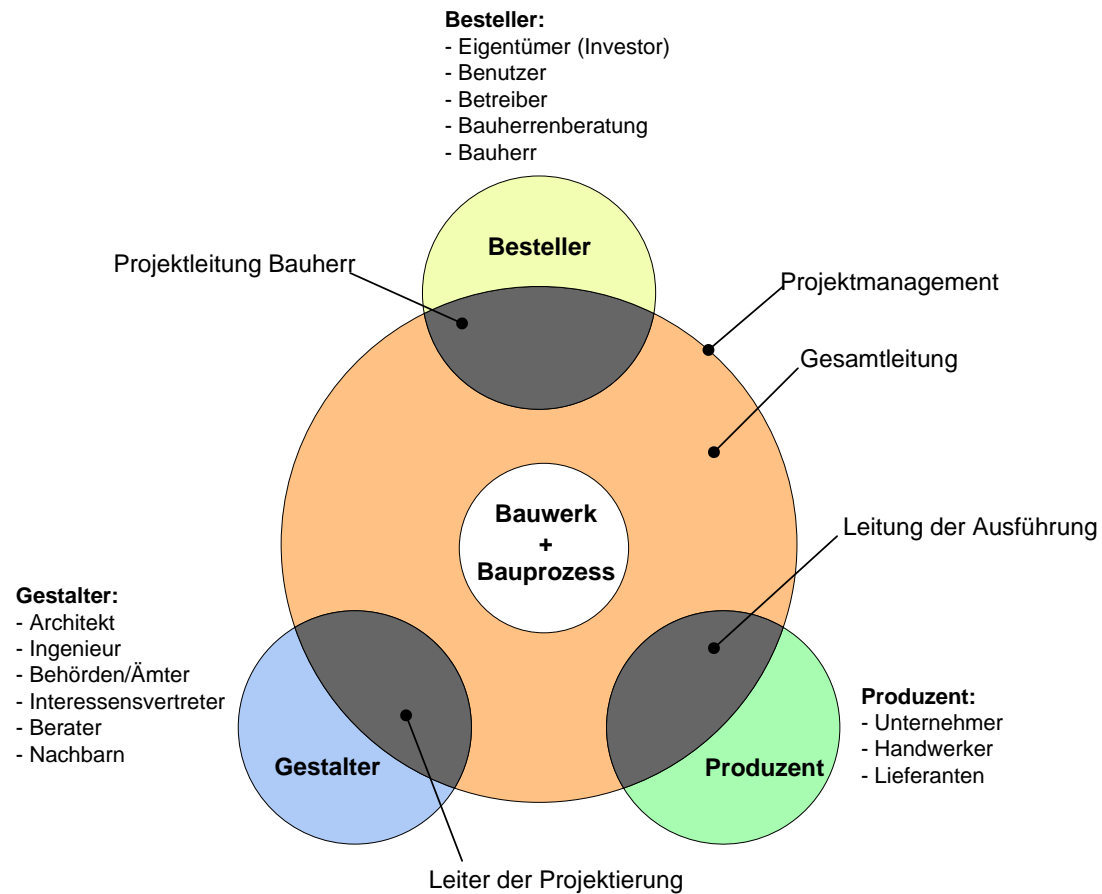 Besteller:
- Eigentümer (Investor)
- Benutzer
- Betreiber
- Bauherrenberatung
- Bauherr
Besteller
Projektleitung Bauherr
Projektmanagement
Gesamtleitung
Bauwerk
+
Bauprozess
Leitung der Ausführung
Gestalter:
- Architekt
- Ingenieur
- Behörden/Ämter
- Interessensvertreter
- Berater
- Nachbarn
Gestalter
Produzent
Produzent:
- Unternehmer
- Handwerker
- Lieferanten
Leiter der Projektierung